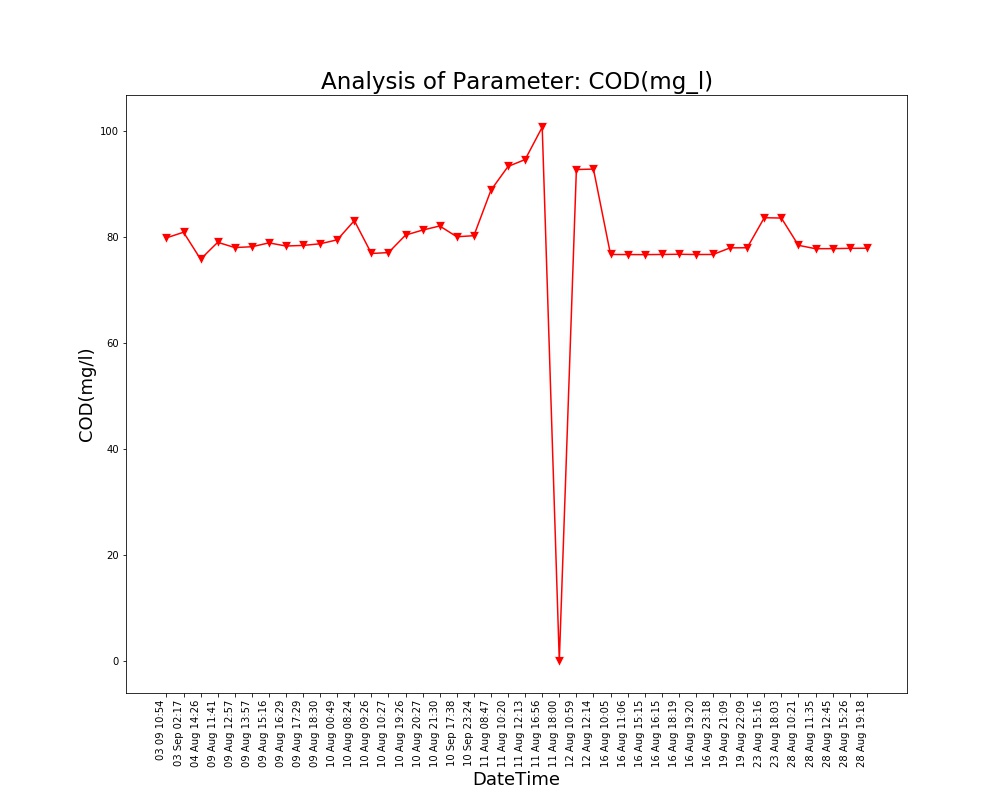 Analysis of Parameter: COD(mg_l)
100
80
60
40
20
0
COD(mg/l)
03 09 10:54
03 Sep 02:17
04 Aug 14:26
09 Aug 11:41
09 Aug 12:57
09 Aug 13:57
09 Aug 15:16
09 Aug 16:29
09 Aug 17:29
09 Aug 18:30
10 Aug 00:49
10 Aug 08:24
10 Aug 09:26
10 Aug 10:27
10 Aug 19:26
10 Aug 20:27
10 Aug 21:30
10 Sep 17:38
10 Sep 23:24
11 Aug 08:47
11 Aug 10:20
11 Aug 12:13
11 Aug 16:56
11 Aug 18:00
12 Aug 10:59
12 Aug 12:14
16 Aug 10:05
16 Aug 11:06
16 Aug 15:15
16 Aug 16:15
16 Aug 18:19
16 Aug 19:20
16 Aug 23:18
19 Aug 21:09
19 Aug 22:09
23 Aug 15:16
23 Aug 18:03
28 Aug 10:21
28 Aug 11:35
28 Aug 12:45
28 Aug 15:26
28 Aug 19:18
DateTime